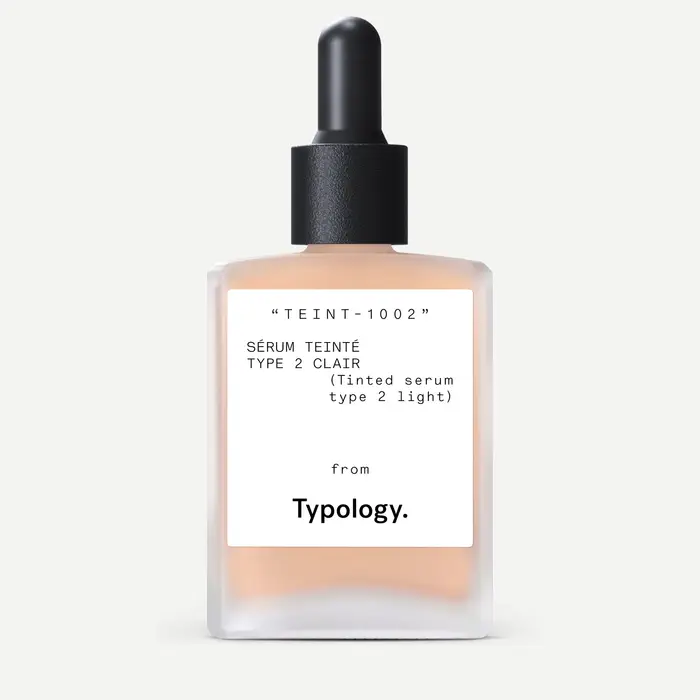 “TEINT-1002”
SÉRUM TEINTÉ
TYPE 2 CLAIR
(Tinted serum
type 2 light)
from
Typology.